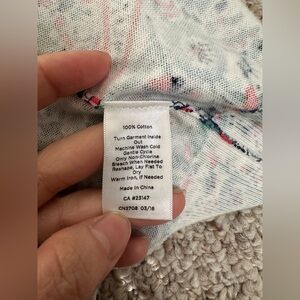 100% Cotton
Turn Garment Inside
Out
Machine Wash Cold
Gentle Cycle
Only Non-Chlorine
Bleach When Needed
Reshape, Lay Flat To
Dry
Warm Iron, if Needed
Made in China
CA #23147
CN3708 03/18